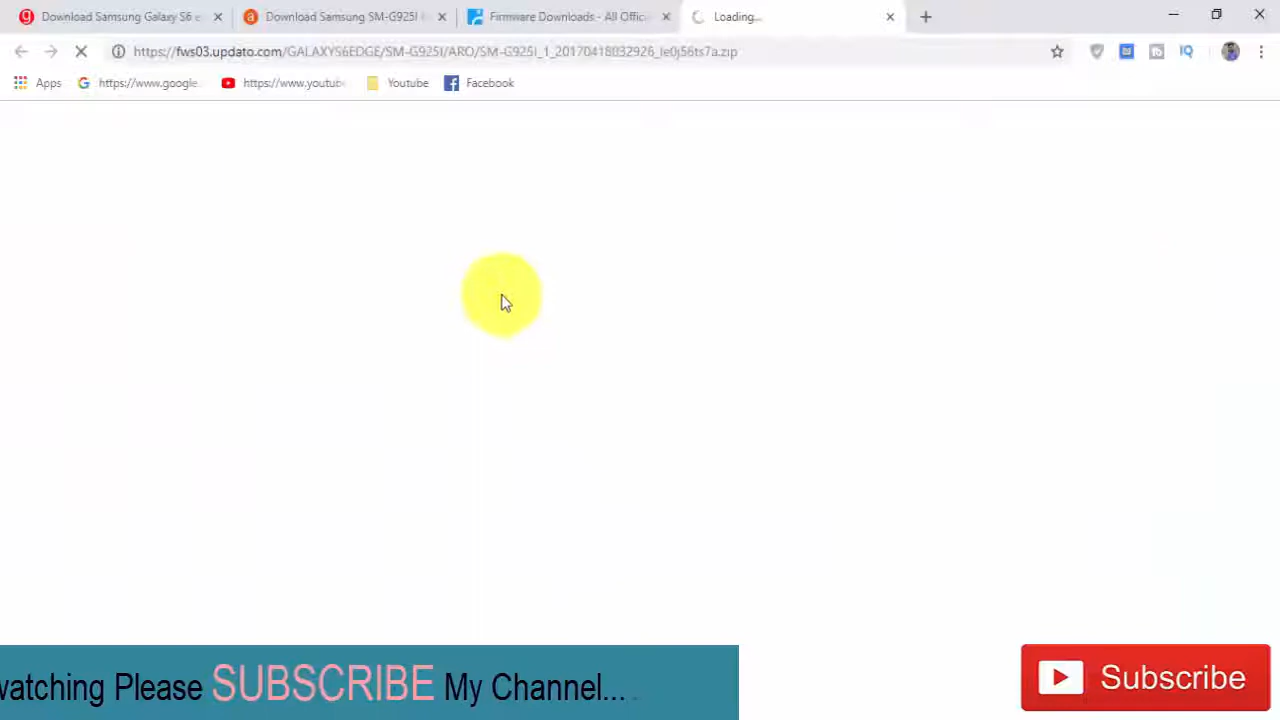 Download Samsung Galaxy S6 e
Download Samsung SM-G925I
Firmware Downloads - All Offic
Loading...
https://fws03.updato.com/GALAXYS6EDGE/SM-G925I/ARO/SM-G925I_1_20170418032926_le0j56ts7a.zip
Apps
https://www.google
https://www.youtub
Youtube
Facebook
watching Please SUBSCRIBE My Channel...
Subscribe